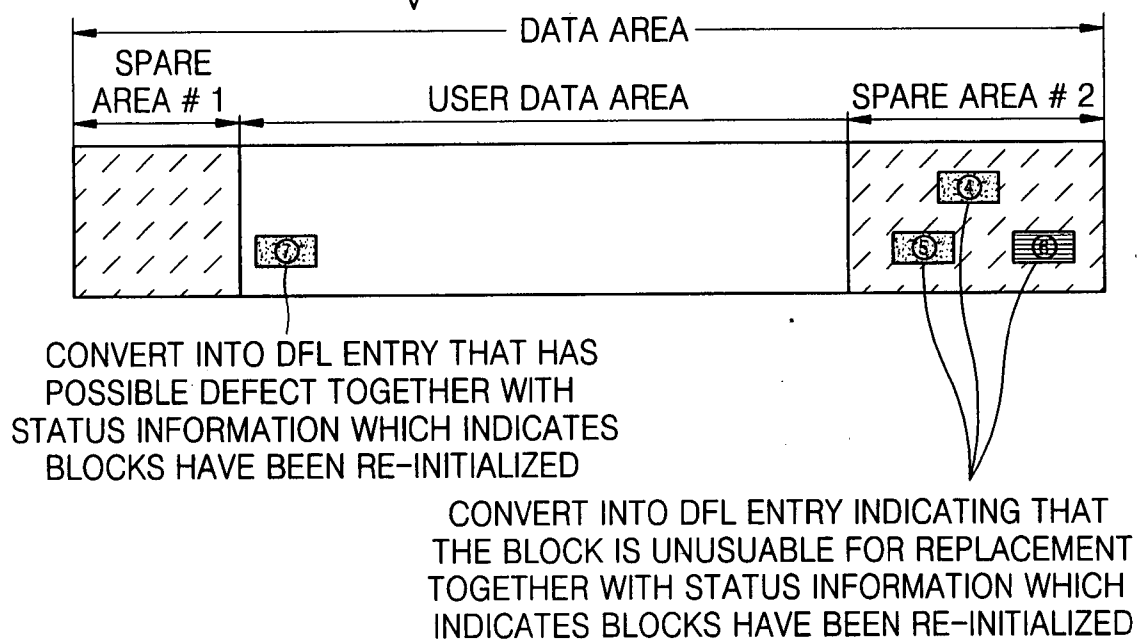 DATA AREA
SPARE
AREA # 1
USER DATA AREA
SPARE AREA # 2
④
⑤
⑥
⑦
CONVERT INTO DFL ENTRY THAT HAS
POSSIBLE DEFECT TOGETHER WITH
STATUS INFORMATION WHICH INDICATES
BLOCKS HAVE BEEN RE-INITIALIZED
CONVERT INTO DFL ENTRY INDICATING THAT
THE BLOCK IS UNUSUABLE FOR REPLACEMENT
TOGETHER WITH STATUS INFORMATION WHICH
INDICATES BLOCKS HAVE BEEN RE-INITIALIZED